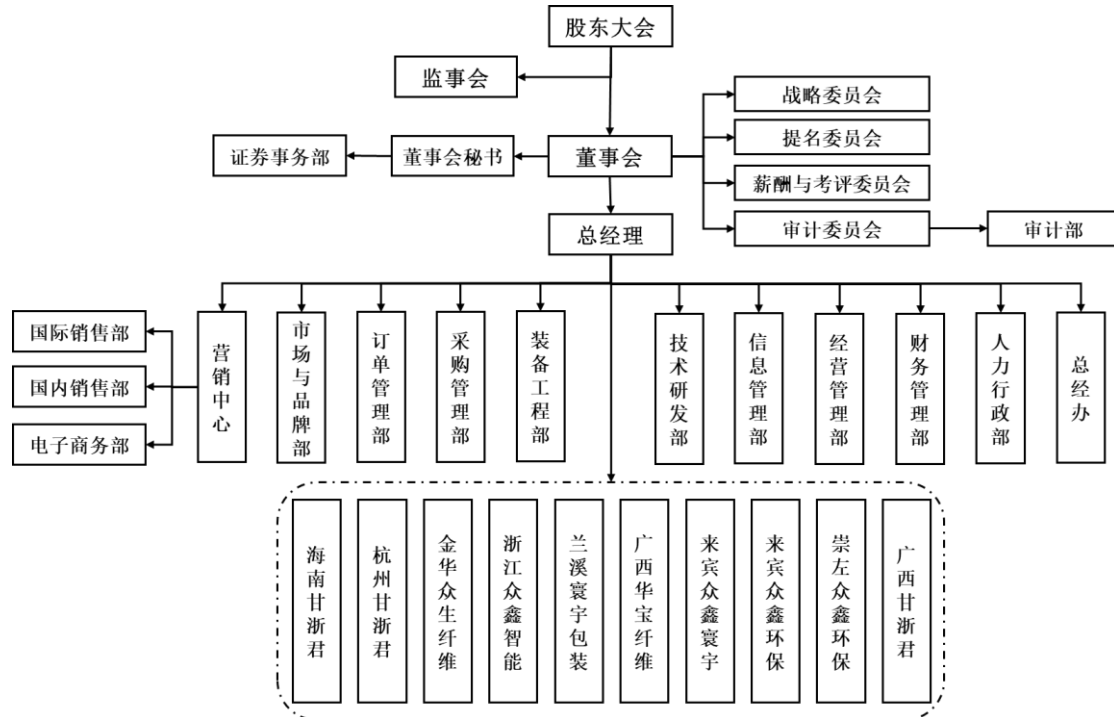 股东大会
监事会
战略委员会
提名委员会
证券事务部
董事会秘书
董事会
薪酬与考评委员会
总经理
审计委员会
审计部
国际销售部
国内销售部
电子商务部
营销中心
市场与品牌部
订单管理部
采购管理部
装备工程部
技术研发部
信息管理部
经营管理部
财务管理部
人力行政部
总经办
海南甘浙君
杭州甘浙君
金华众生纤维
浙江众鑫智能
兰溪寰宇包装
广西华宝纤维
来宾众鑫寰宇
来宾众鑫环保
崇左众鑫环保
广西甘浙君